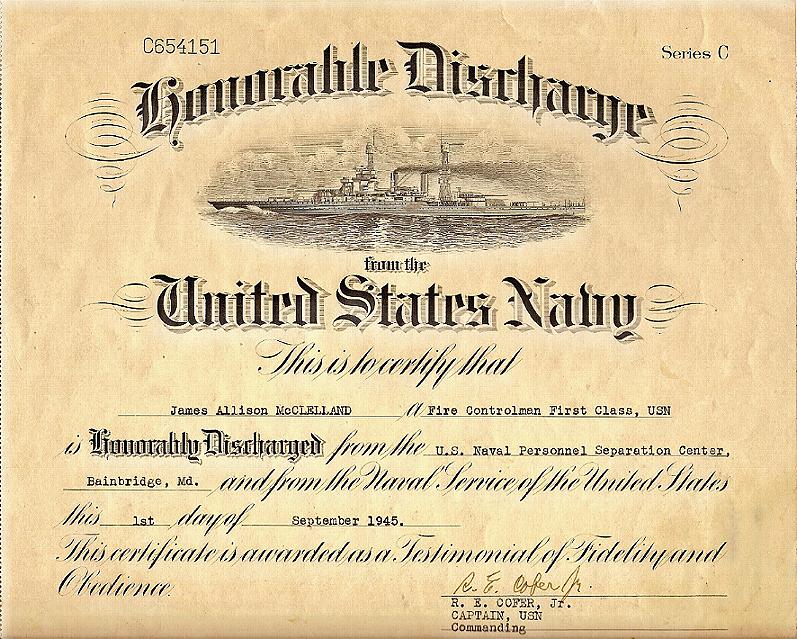 C654151 Series C
Honorable Discharge
from the
United States Navy
This is to certify that
James Allison McCLELLAND a Fire Controlman First Class, USN
is Honorably Discharged from the U.S. Naval Personnel Separation Center,
Bainbridge, Md. and from the Naval Service of the United States
this 1st day of September 1945.
This certificate is awarded as a Testimonial of Fidelity and
Obedience.
R. E. Cofer Jr.
R. E. COFER, Jr.
CAPTAIN, USN
Commanding